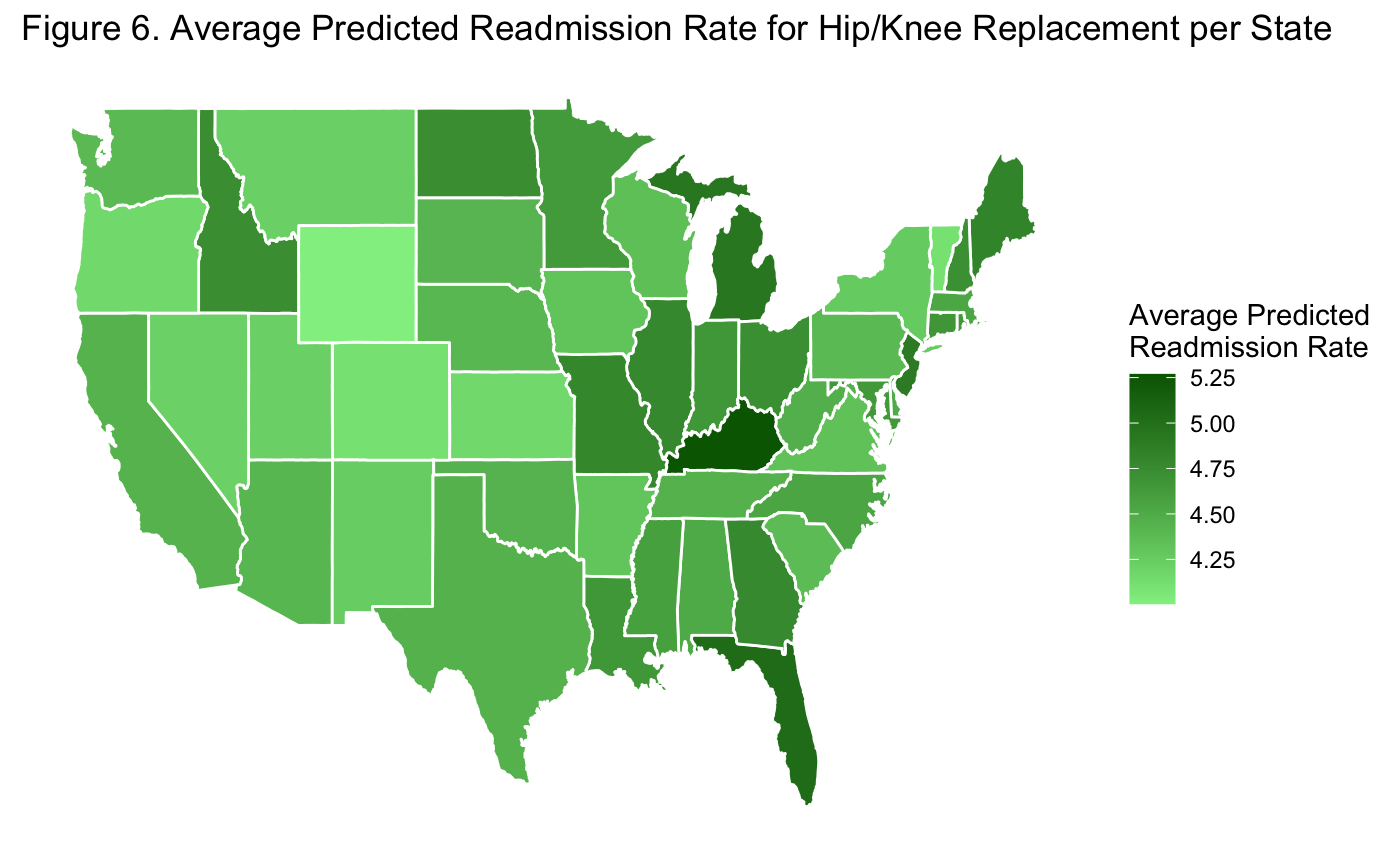 Figure 6. Average Predicted Readmission Rate for Hip/Knee Replacement per State
Average Predicted
Readmission Rate
5.25
5.00
4.75
4.50
4.25